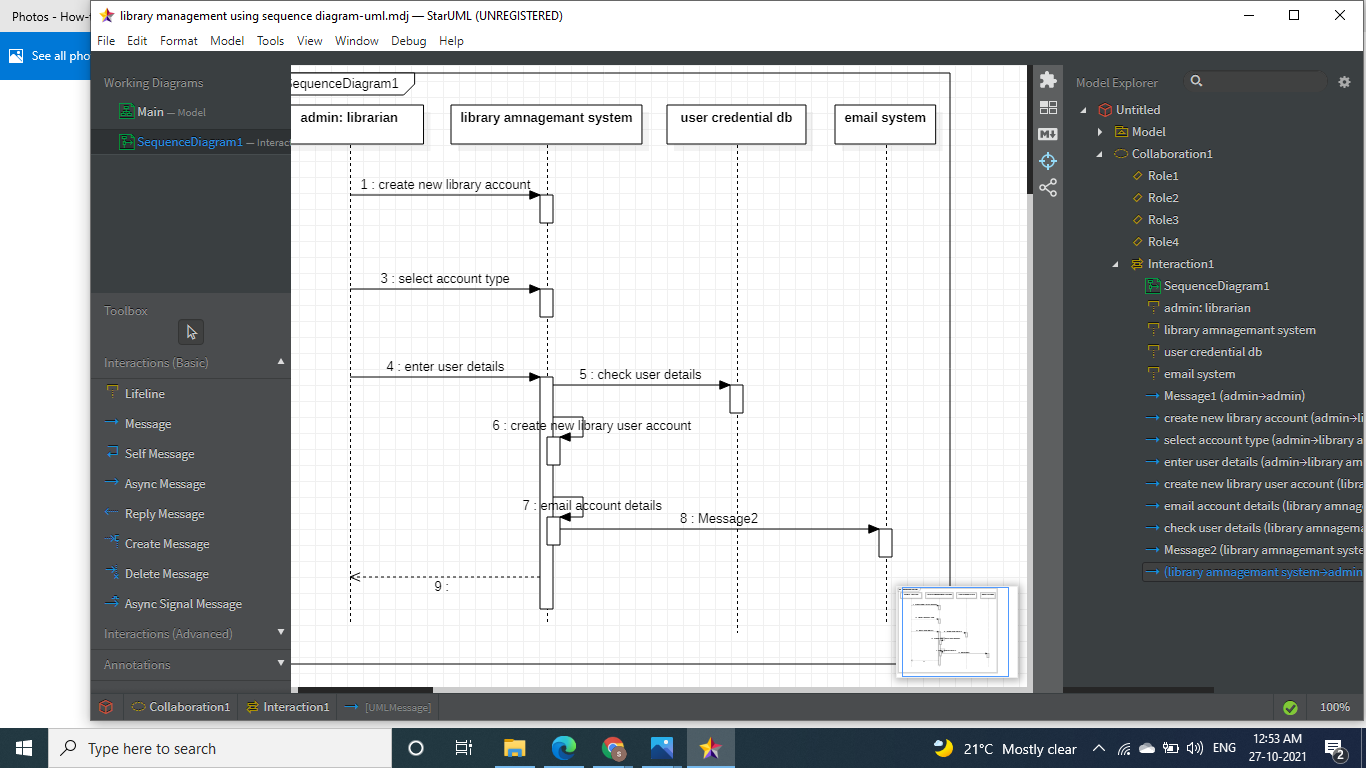 Photos - How-
See all pho
library mnanagement using sequence diagram-uml.mdj — StarUML (UNREGISTERED)
File Edit Format Model Tools View Window Debug Help
Working Diagrams
Main — Model
SequenceDiagram1 — Interac
Toolbox
Interactions (Basic)
Lifeline
Message
Self Message
Async Message
Reply Message
Create Message
Delete Message
Async Signal Message
Interactions (Advanced)
Annotations
SequenceDiagram1
admin: librarian
library amnagemant system
user credential db
email system
1 : create new library account
3 : select account type
4 : enter user details
5 : check user details
6 : create new library user account
7 : email account details
8 : Message2
9 :
Model Explorer
Untitled
Model
Collaboration1
Role1
Role2
Role3
Role4
Interaction1
SequenceDiagram1
admin: librarian
library amnagemant system
user credential db
email system
Message1 (admin→admin)
create new library account (admin→li
select account type (admin→library a
enter user details (admin→library am
create new library user account (libra
email account details (library amnage
check user details (library amnagema
Message2 (library amnagemant syste
(library amnagemant system→admin
Collaboration1 Interaction1 [UMLMessage]
100%
Type here to search
S
21°C Mostly clear
ENG
12:53 AM
27-10-2021
2